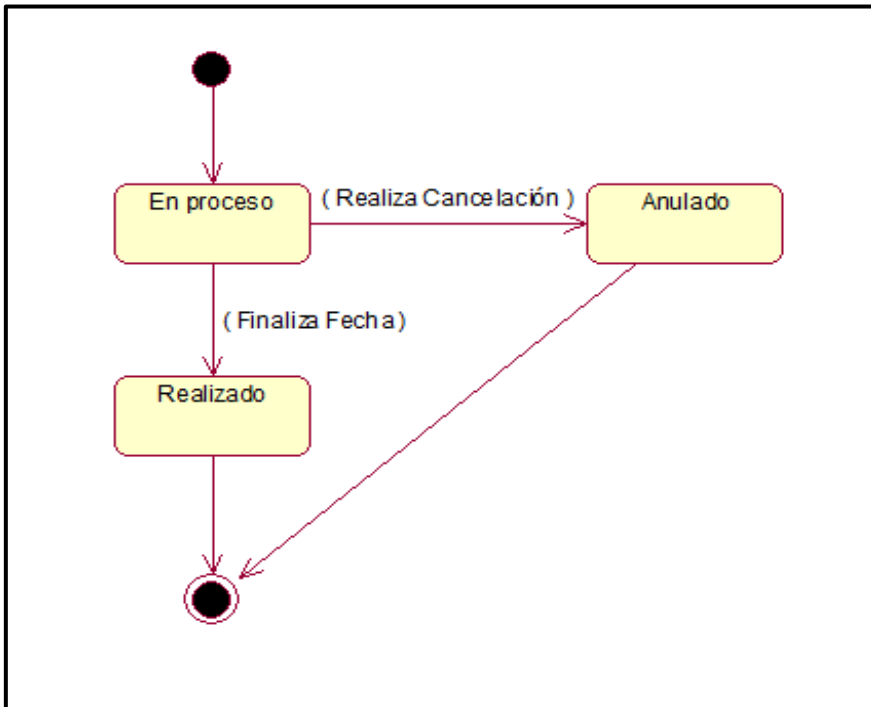 En proceso
( Realiza Cancelación )
Anulado
( Finaliza Fecha)
Realizado